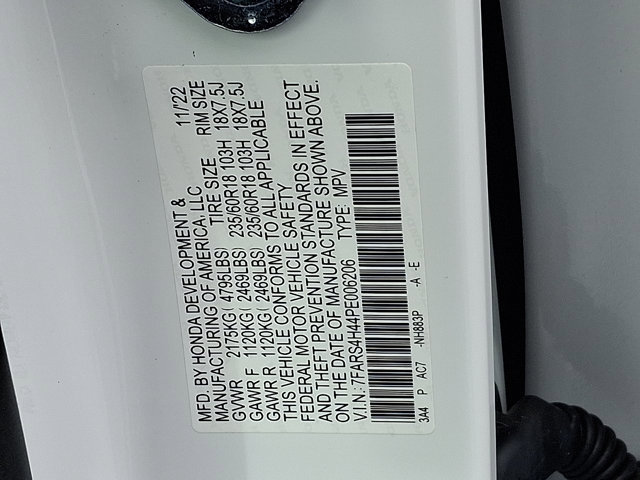 MFD. BY HONDA DEVELOPMENT & 11/'22
MANUFACTURING OF AMERICA, LLC
TIRE SIZE RIM SIZE
GVWR 2175KG( 4795LBS) 235/60R18 103H 18X7.5J
GAWR F 1120KG( 2469LBS) 235/60R18 103H 18X7.5J
GAWR R 1120KG( 2469LBS)
THIS VEHICLE CONFORMS TO ALL APPLICABLE
FEDERAL MOTOR VEHICLE SAFETY
AND THEFT PREVENTION STANDARDS IN EFFECT
ON THE DATE OF MANUFACTURE SHOWN ABOVE.
V.I.N.: 7FARS4H44PE006206 TYPE: MPV
3A4 P AC7 -NH883P -A -E